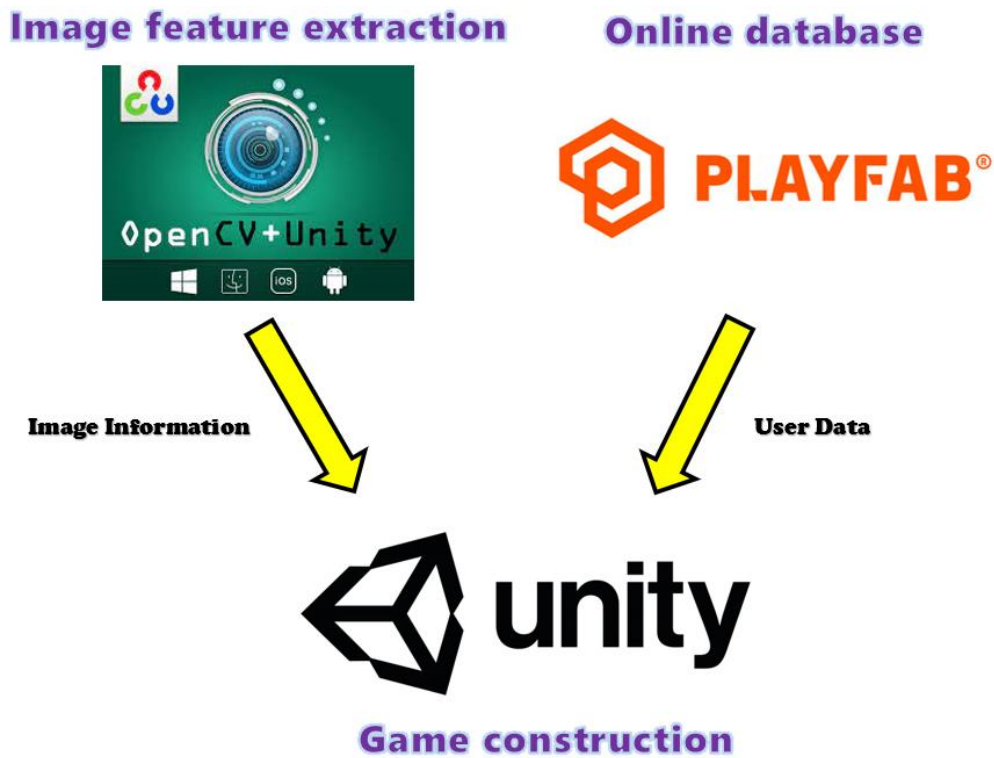 Image feature extraction
Online database
OpenCV+Unity
iOS
PLAYFAB®
Image Information
User Data
unity
Game construction